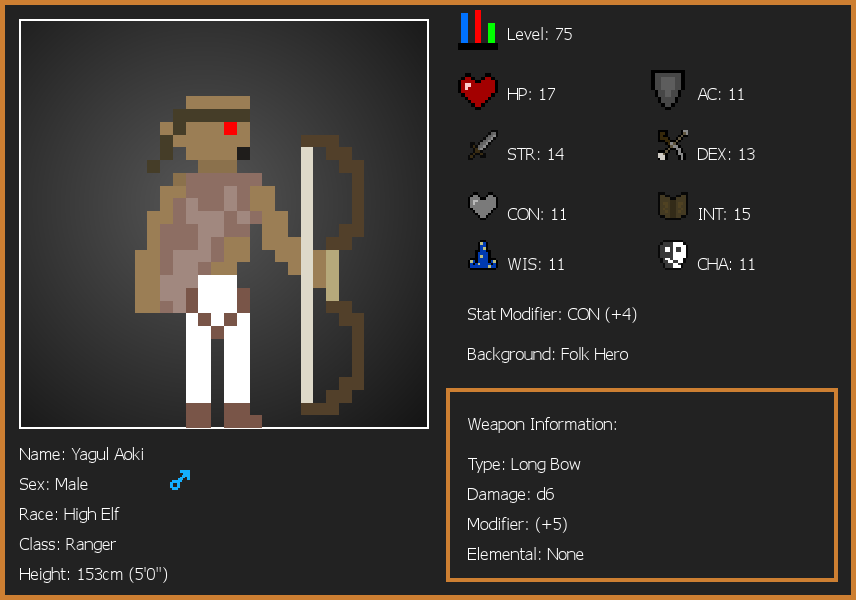 Level: 75
HP: 17
AC: 11
STR: 14
DEX: 13
CON: 11
INT: 15
WIS: 11
CHA: 11
Stat Modifier: CON (+4)
Background: Folk Hero
Weapon Information:
Type: Long Bow
Damage: d6
Modifier: (+5)
Elemental: None
Name: Yagul Aoki
Sex: Male
Race: High Elf
Class: Ranger
Height: 153cm (5'0")